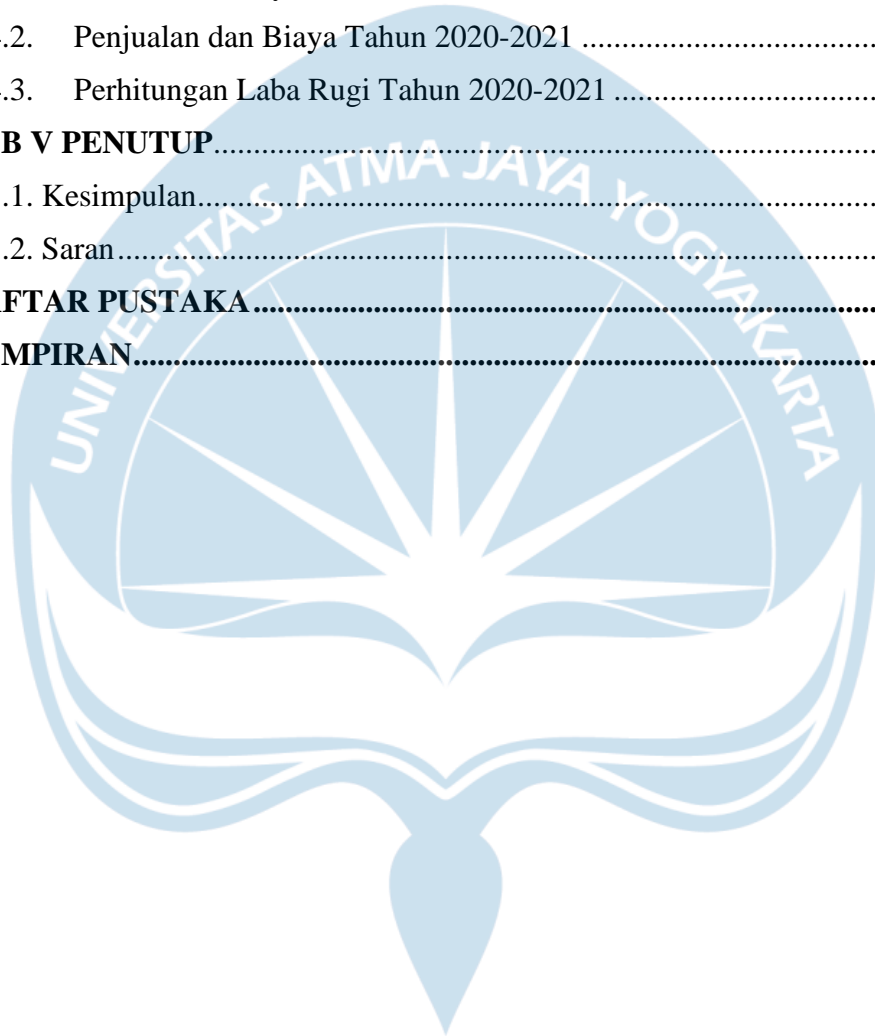 .2. Penjualan dan Biaya Tahun 2020-2021 ........................................
.3. Perhitungan Laba Rugi Tahun 2020-2021 ....................................
B V PENUTUP....................................................................................
.1. Kesimpulan....................................................................................
.2. Saran..............................................................................................
FTAR PUSTAKA..............................................................................
MPIRAN.............................................................................................
UNIVERSITAS ATMA JAYA YOGYAKARTA